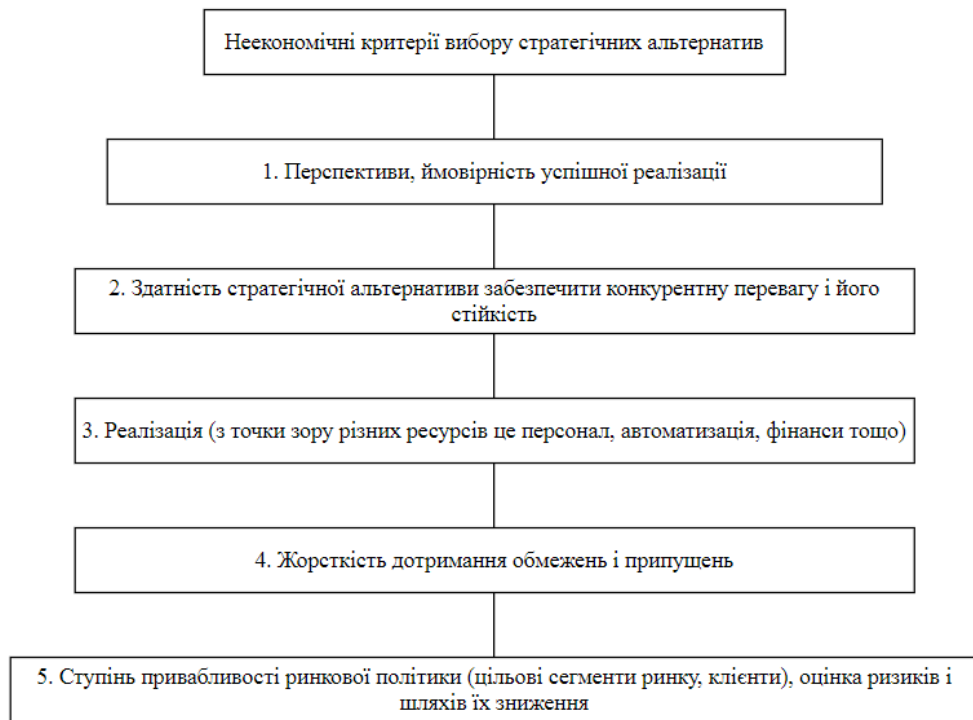 Неекономічні критерії вибору стратегічних альтернатив
1. Перспективи, ймовірність успішної реалізації
2. Здатність стратегічної альтернативи забезпечити конкурентну перевагу і його
стійкість
3. Реалізація (з точки зору різних ресурсів це персонал, автоматизація, фінанси тощо)
4. Жорсткість дотримання обмежень і припущень
5. Ступінь привабливості ринкової політики (цільові сегменти ринку, клієнти), оцінка ризиків і
шляхів їх зниження